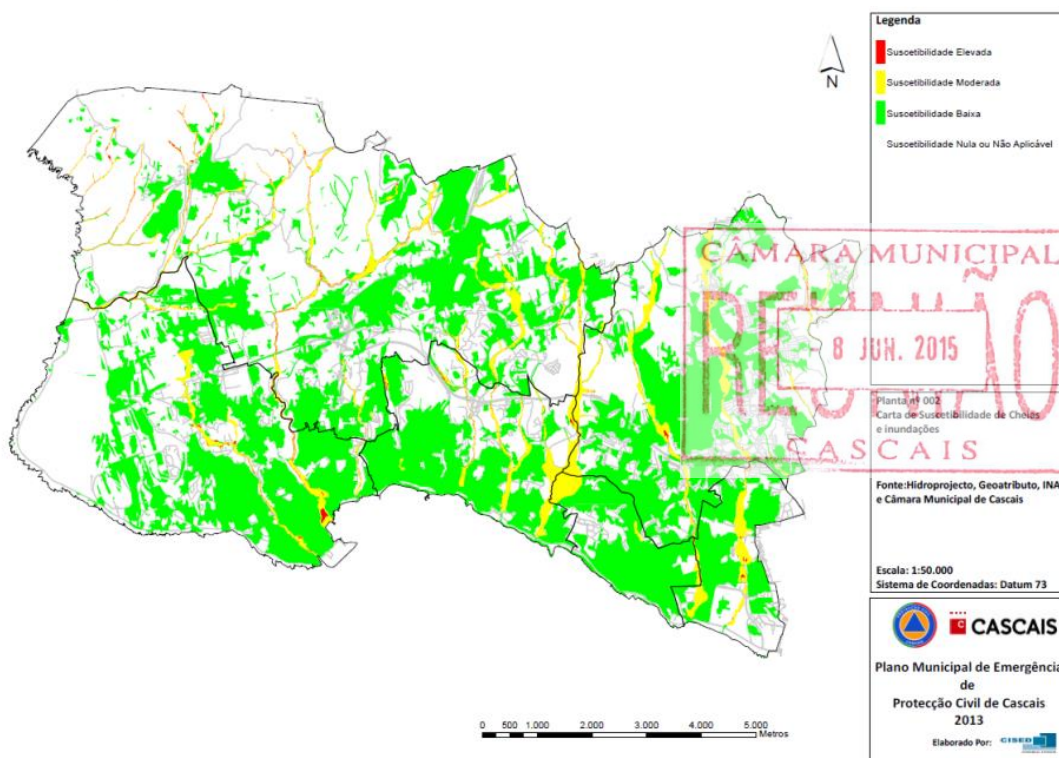 Legenda
Suscetibilidade Elevada
Suscetibilidade Moderada
Suscetibilidade Baixa
Suscetibilidade Nula ou Não Aplicável
N
CÂMARA MUNICIPAL
REUNIÃO
8 JUN. 2015
CASCAIS
Planta nº 002
Carta de Suscetibilidade de Cheias
e inundações
Fonte:Hidroprojecto, Geoatributo, INA
e Câmara Municipal de Cascais
Escala: 1:50.000
Sistema de Coordenadas: Datum 73
CASCAIS
Plano Municipal de Emergência
de
Protecção Civil de Cascais
2013
Elaborado Por:
CISED
0 500 1.000 2.000 3.000 4.000 5.000
Metros